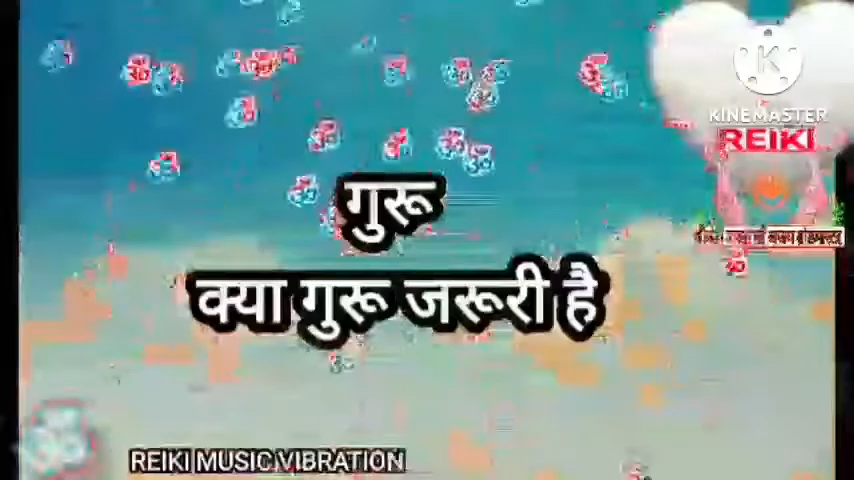 KINEMASTER
REIKI
गुरू
क्या गुरू जरूरी है
REIKI MUSIC VIBRATION